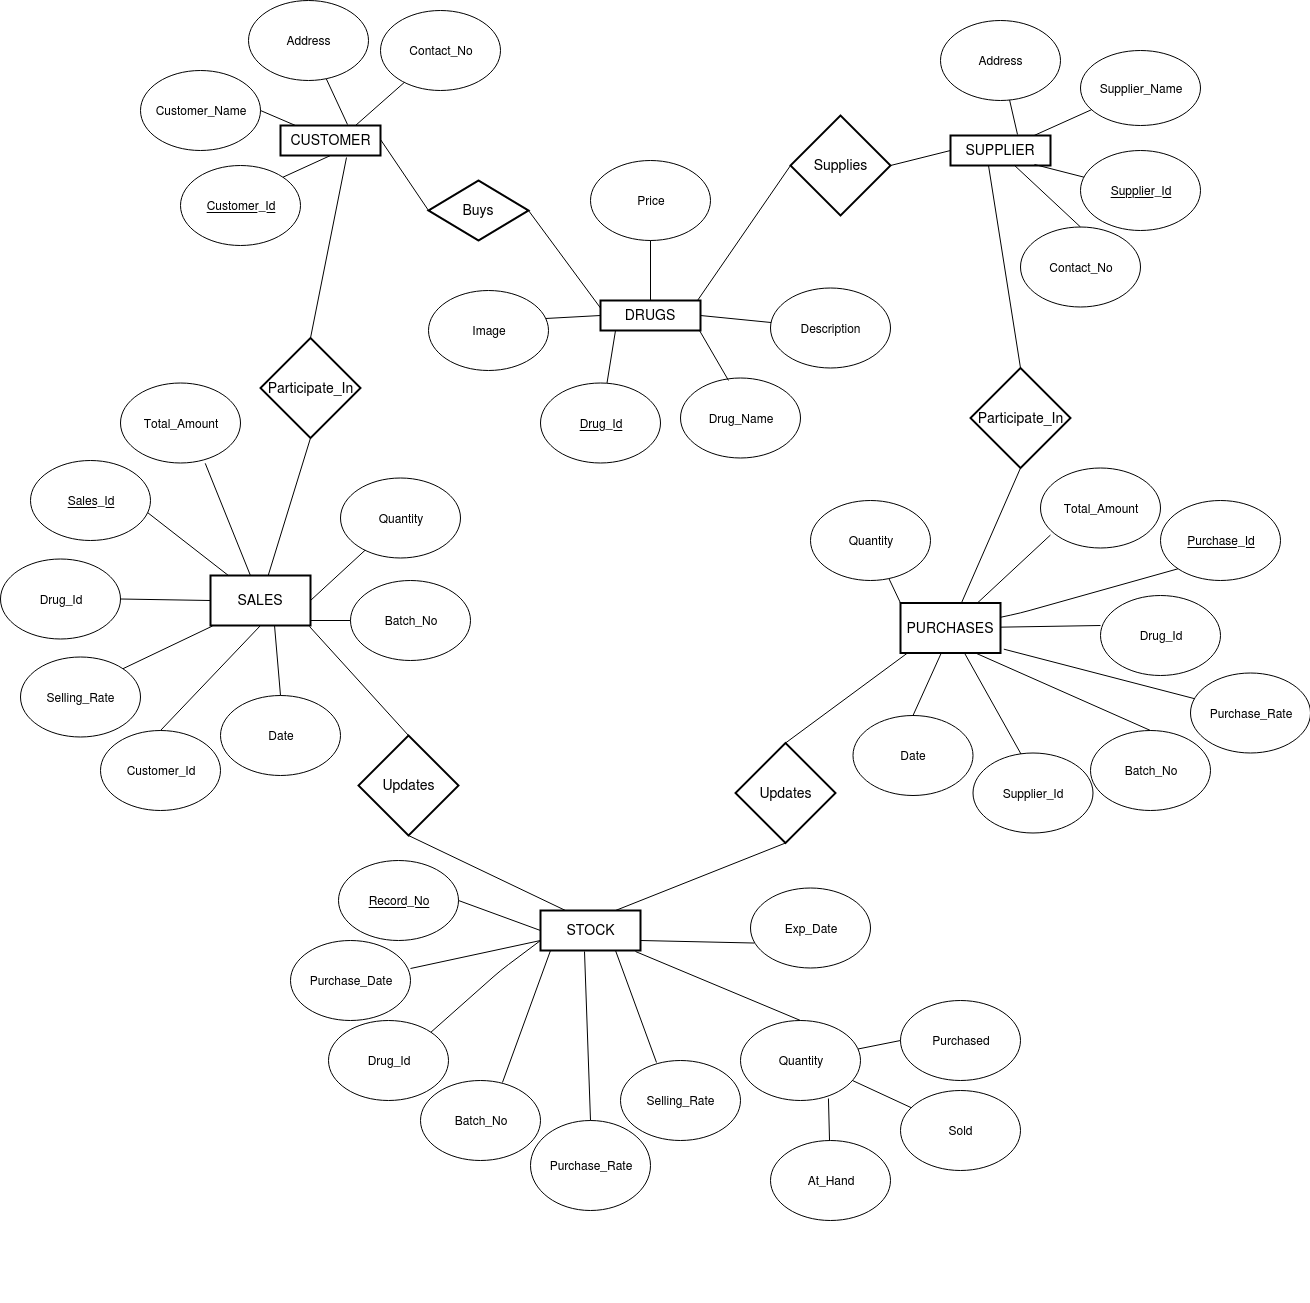 Address
Contact_No
Customer_Name
CUSTOMER
Customer_Id
Buys
Address
Supplier_Name
SUPPLIER
Supplies
Supplier_Id
Contact_No
Price
DRUGS
Image
Description
Drug_Id
Drug_Name
Participate_In
Participate_In
Total_Amount
Sales_Id
Quantity
Drug_Id
SALES
Batch_No
Selling_Rate
Customer_Id
Date
Updates
Quantity
Total_Amount
Purchase_Id
PURCHASES
Drug_Id
Purchase_Rate
Date
Supplier_Id
Batch_No
Updates
Record_No
STOCK
Exp_Date
Purchase_Date
Drug_Id
Batch_No
Purchase_Rate
Selling_Rate
Quantity
Purchased
Sold
At_Hand